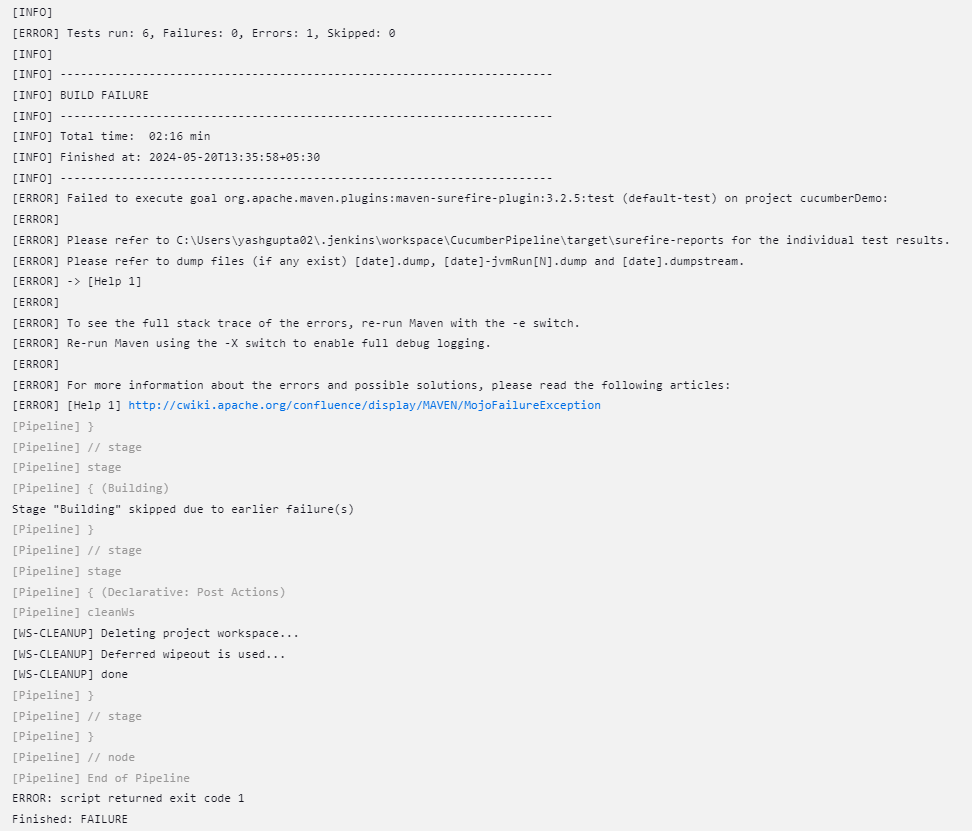 [INFO]
[ERROR] Tests run: 6, Failures: 0, Errors: 1, Skipped: 0
[INFO]
[INFO] ------------------------------------------------------------------------
[INFO] BUILD FAILURE
[INFO] ------------------------------------------------------------------------
[INFO] Total time:  02:16 min
[INFO] Finished at: 2024-05-20T13:35:58+05:30
[INFO] ------------------------------------------------------------------------
[ERROR] Failed to execute goal org.apache.maven.plugins:maven-surefire-plugin:3.2.5:test (default-test) on project cucumberDemo:
[ERROR]
[ERROR] Please refer to C:\Users\yashgupta02\.jenkins\workspace\CucumberPipeline\target\surefire-reports for the individual test results.
[ERROR] Please refer to dump files (if any exist) [date].dump, [date]-jvmRun[N].dump and [date].dumpstream.
[ERROR] -> [Help 1]
[ERROR]
[ERROR] To see the full stack trace of the errors, re-run Maven with the -e switch.
[ERROR] Re-run Maven using the -X switch to enable full debug logging.
[ERROR]
[ERROR] For more information about the errors and possible solutions, please read the following articles:
[ERROR] [Help 1] http://cwiki.apache.org/confluence/display/MAVEN/MojoFailureException
[Pipeline] }
[Pipeline] // stage
[Pipeline] stage
[Pipeline] { (Building)
Stage "Building" skipped due to earlier failure(s)
[Pipeline] }
[Pipeline] // stage
[Pipeline] stage
[Pipeline] { (Declarative: Post Actions)
[Pipeline] cleanWs
[WS-CLEANUP] Deleting project workspace...
[WS-CLEANUP] Deferred wipeout is used...
[WS-CLEANUP] done
[Pipeline] }
[Pipeline] // stage
[Pipeline] }
[Pipeline] // node
[Pipeline] End of Pipeline
ERROR: script returned exit code 1
Finished: FAILURE